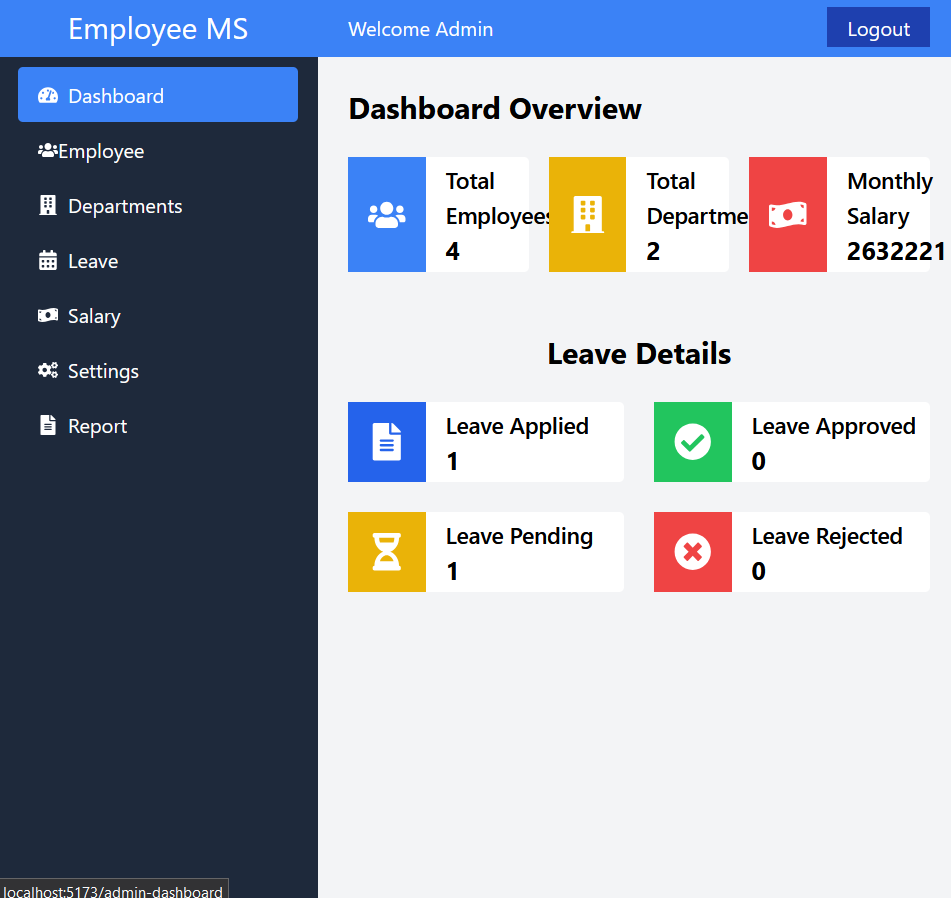 Employee MS
Welcome Admin
Logout
Dashboard
Employee
Departments
Leave
Salary
Settings
Report
Dashboard Overview
Total
Employees
4
Total
Departme
2
Monthly
Salary
2632221
Leave Details
Leave Applied
1
Leave Approved
0
Leave Pending
1
Leave Rejected
0
localhost:5173/admin-dashboard